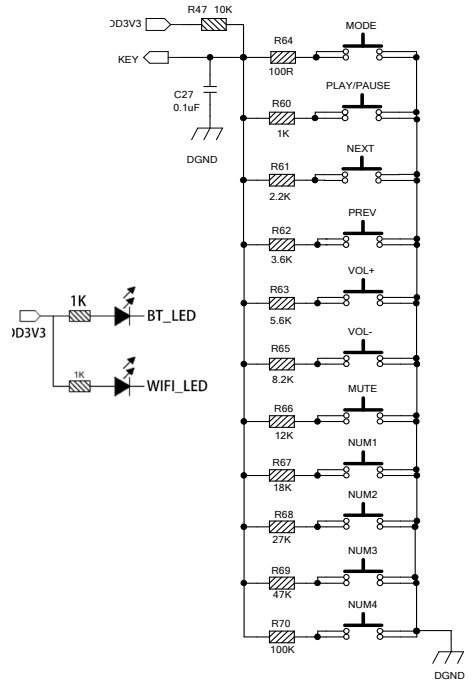 R47 10K
DD3V3
KEY
C27
0.1uF
DGND
R64
100R
MODE
R60
1K
PLAY/PAUSE
R61
2.2K
NEXT
R62
3.6K
PREV
R63
5.6K
VOL+
R65
8.2K
VOL-
R66
12K
MUTE
R67
18K
NUM1
R68
27K
NUM2
R69
47K
NUM3
R70
100K
NUM4
DGND
DD3V3
1K
BT_LED
1K
WIFI_LED